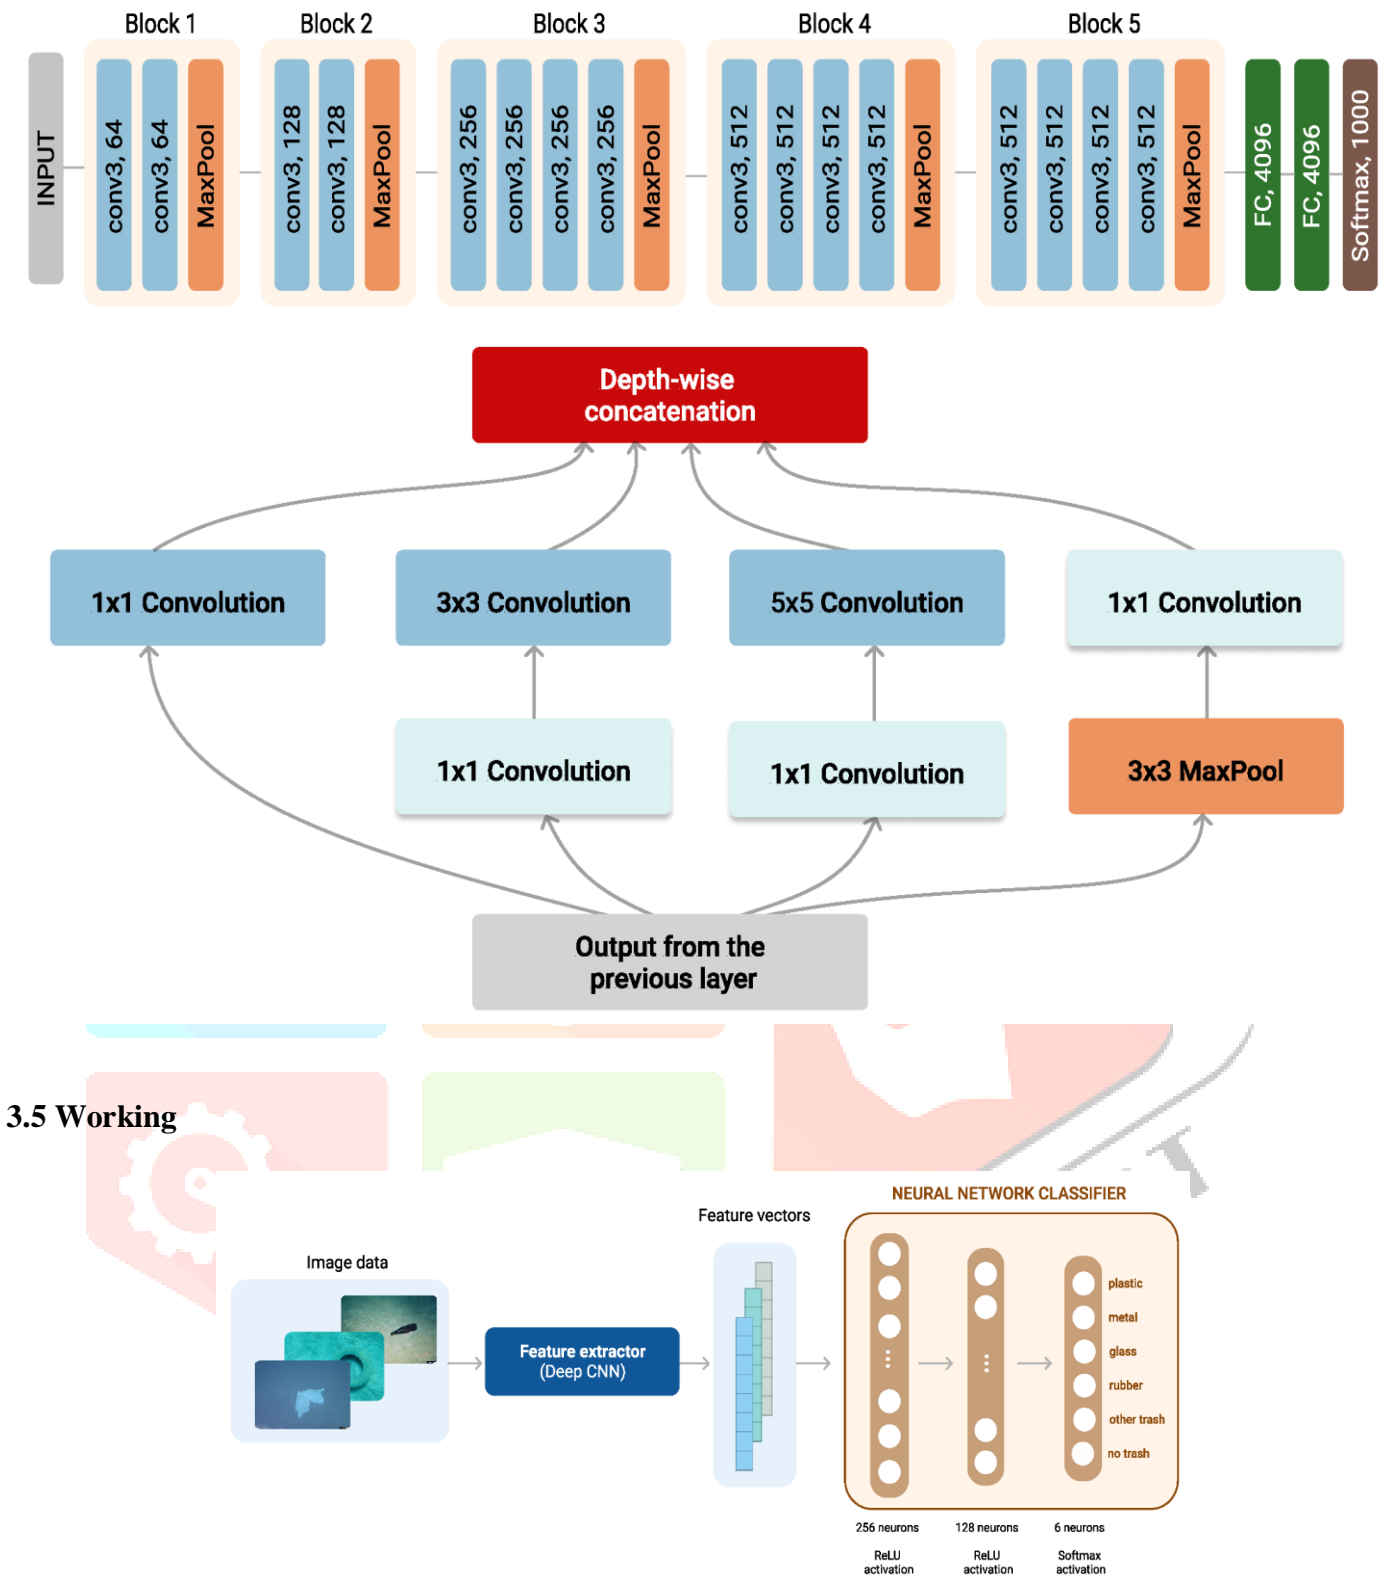 Block 1
Block 2
Block 3
Block 4
Block 5
INPUT
conv3, 64
conv3, 64
MaxPool
conv3, 128
conv3, 128
MaxPool
conv3, 256
conv3, 256
conv3, 256
conv3, 256
MaxPool
conv3, 512
conv3, 512
conv3, 512
conv3, 512
MaxPool
conv3, 512
conv3, 512
conv3, 512
conv3, 512
MaxPool
FC, 4096
FC, 4096
Softmax, 1000
Depth-wise
concatenation
1x1 Convolution
3x3 Convolution
5x5 Convolution
1x1 Convolution
1x1 Convolution
1x1 Convolution
3x3 MaxPool
Output from the
previous layer
3.5 Working
Image data
Feature extractor
(Deep CNN)
Feature vectors
NEURAL NETWORK CLASSIFIER
plastic
metal
glass
rubber
other trash
no trash
256 neurons
128 neurons
6 neurons
ReLU
activation
ReLU
activation
Softmax
activation